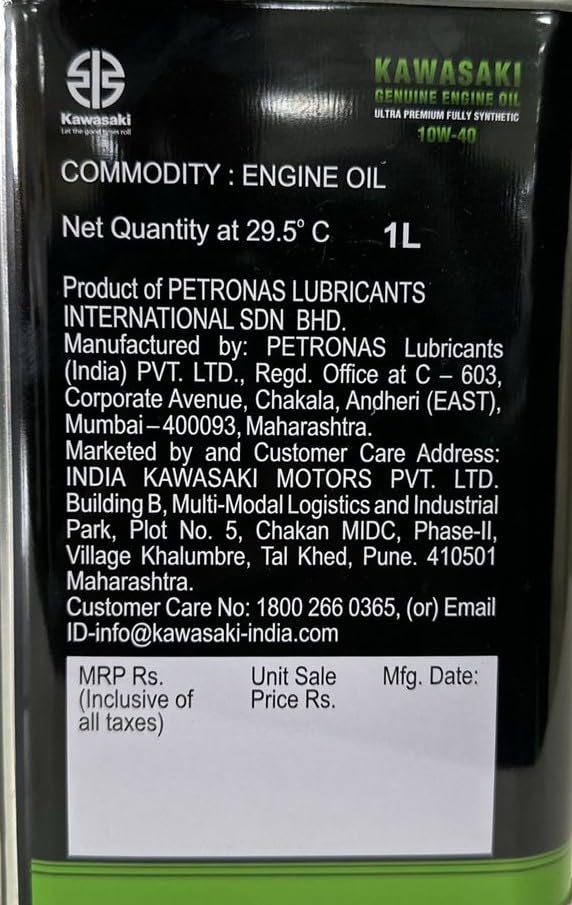 Kawasaki
Let the good times roll
KAWASAKI
GENUINE ENGINE OIL
ULTRA PREMIUM FULLY SYNTHETIC
10W-40
COMMODITY : ENGINE OIL
Net Quantity at 29.5° C 1L
Product of PETRONAS LUBRICANTS
INTERNATIONAL SDN BHD.
Manufactured by: PETRONAS Lubricants
(India) PVT. LTD., Regd. Office at C – 603,
Corporate Avenue, Chakala, Andheri (EAST),
Mumbai – 400093, Maharashtra.
Marketed by and Customer Care Address:
INDIA KAWASAKI MOTORS PVT. LTD.
Building B, Multi-Modal Logistics and Industrial
Park, Plot No. 5, Chakan MIDC, Phase-II,
Village Khalumbre, Tal Khed, Pune. 410501
Maharashtra.
Customer Care No: 1800 266 0365, (or) Email
ID-info@kawasaki-india.com
MRP Rs. Unit Sale Mfg. Date:
(Inclusive of Price Rs.
all taxes)